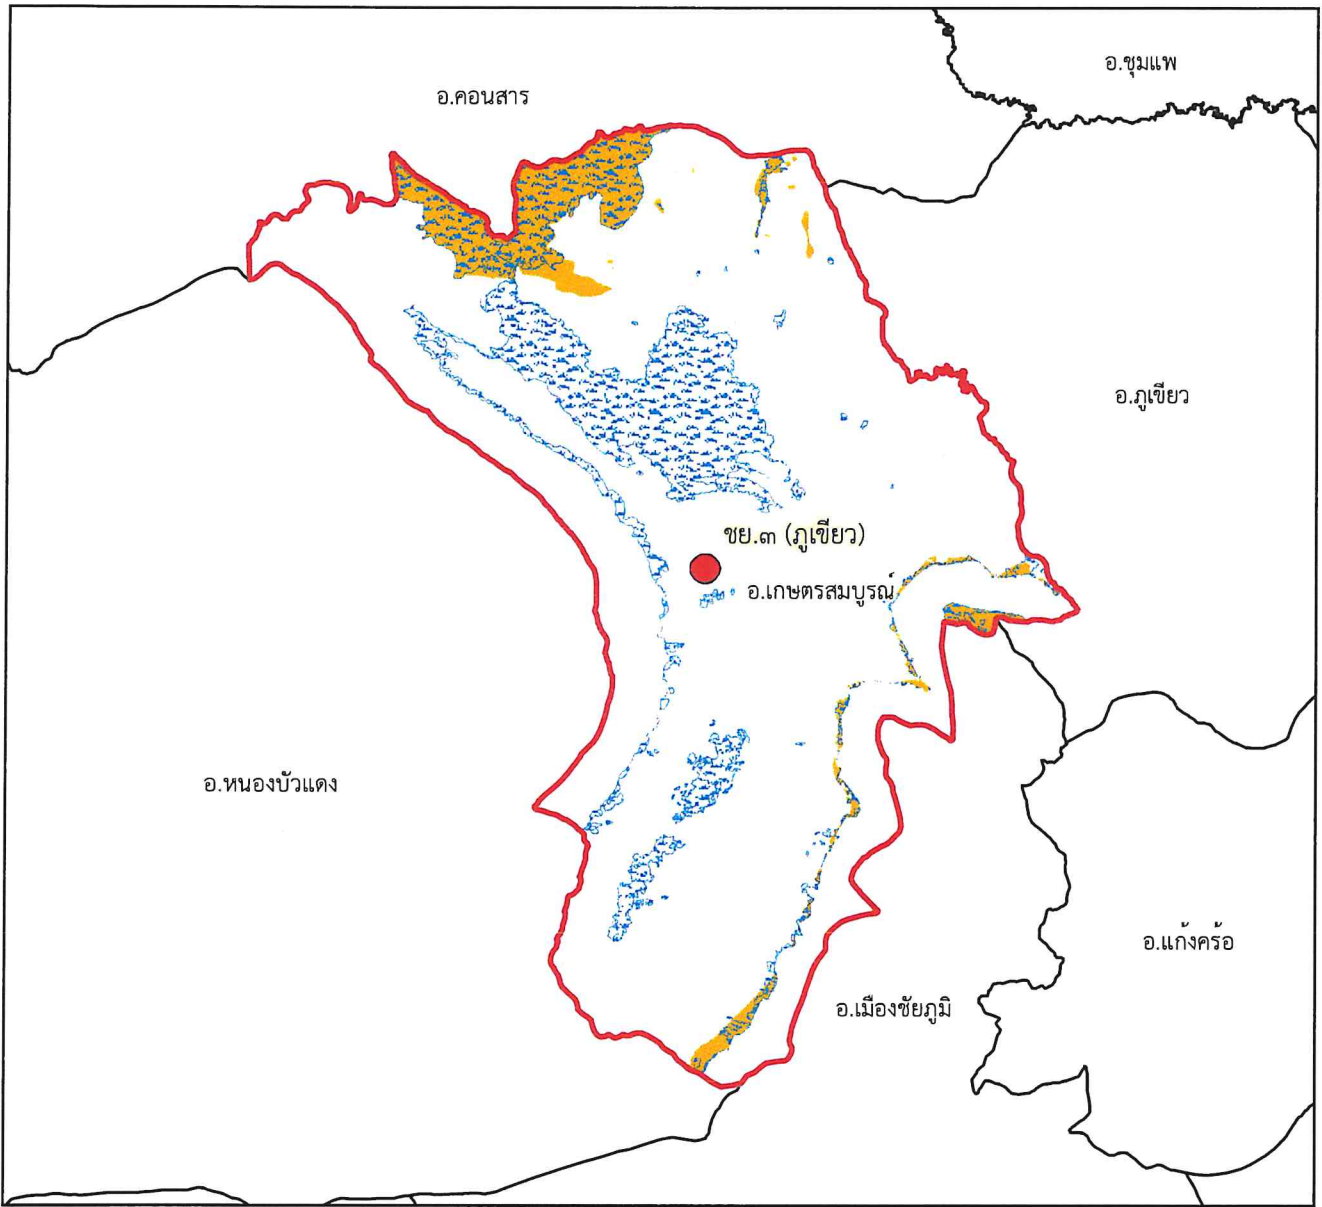 อ.ชุมแพ
อ.คอนสาร
อ.ภูเขียว
ชย.๓ (ภูเขียว)
อ.เกษตรสมบูรณ์
อ.หนองบัวแดง
อ.แก้งคร้อ
อ.เมืองชัยภูมิ